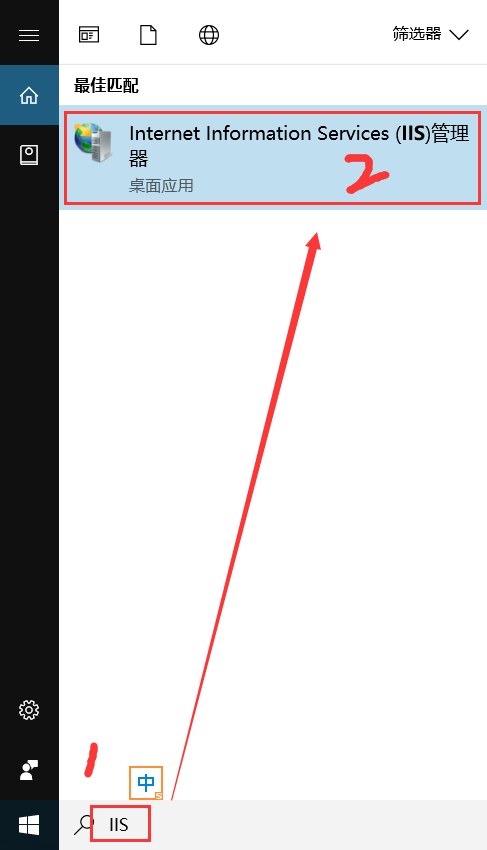 筛选器
最佳匹配
Internet Information Services (IIS)管理
器
桌面应用
2
1
中
S
IIS